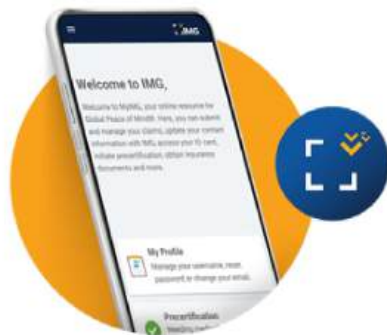 IMG
Welcome to IMG,
Welcome to MyIMG, your online resource for
Global Peace of Mind®. Here, you can submit
and manage your claims, update your contact
information with IMG, access your ID card,
initiate precertification, obtain insurance
documents and more.
My Profile
Manage your username, reset
password or change your email.
Precertification
Needing